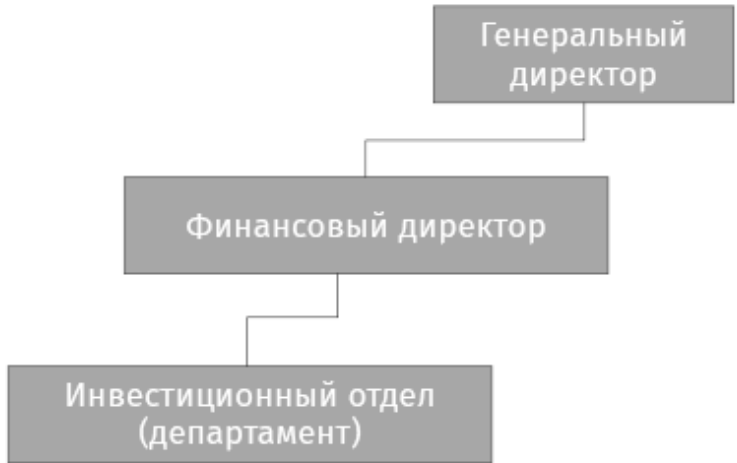 Генеральный
директор
Финансовый директор
Инвестиционный отдел
(департамент)